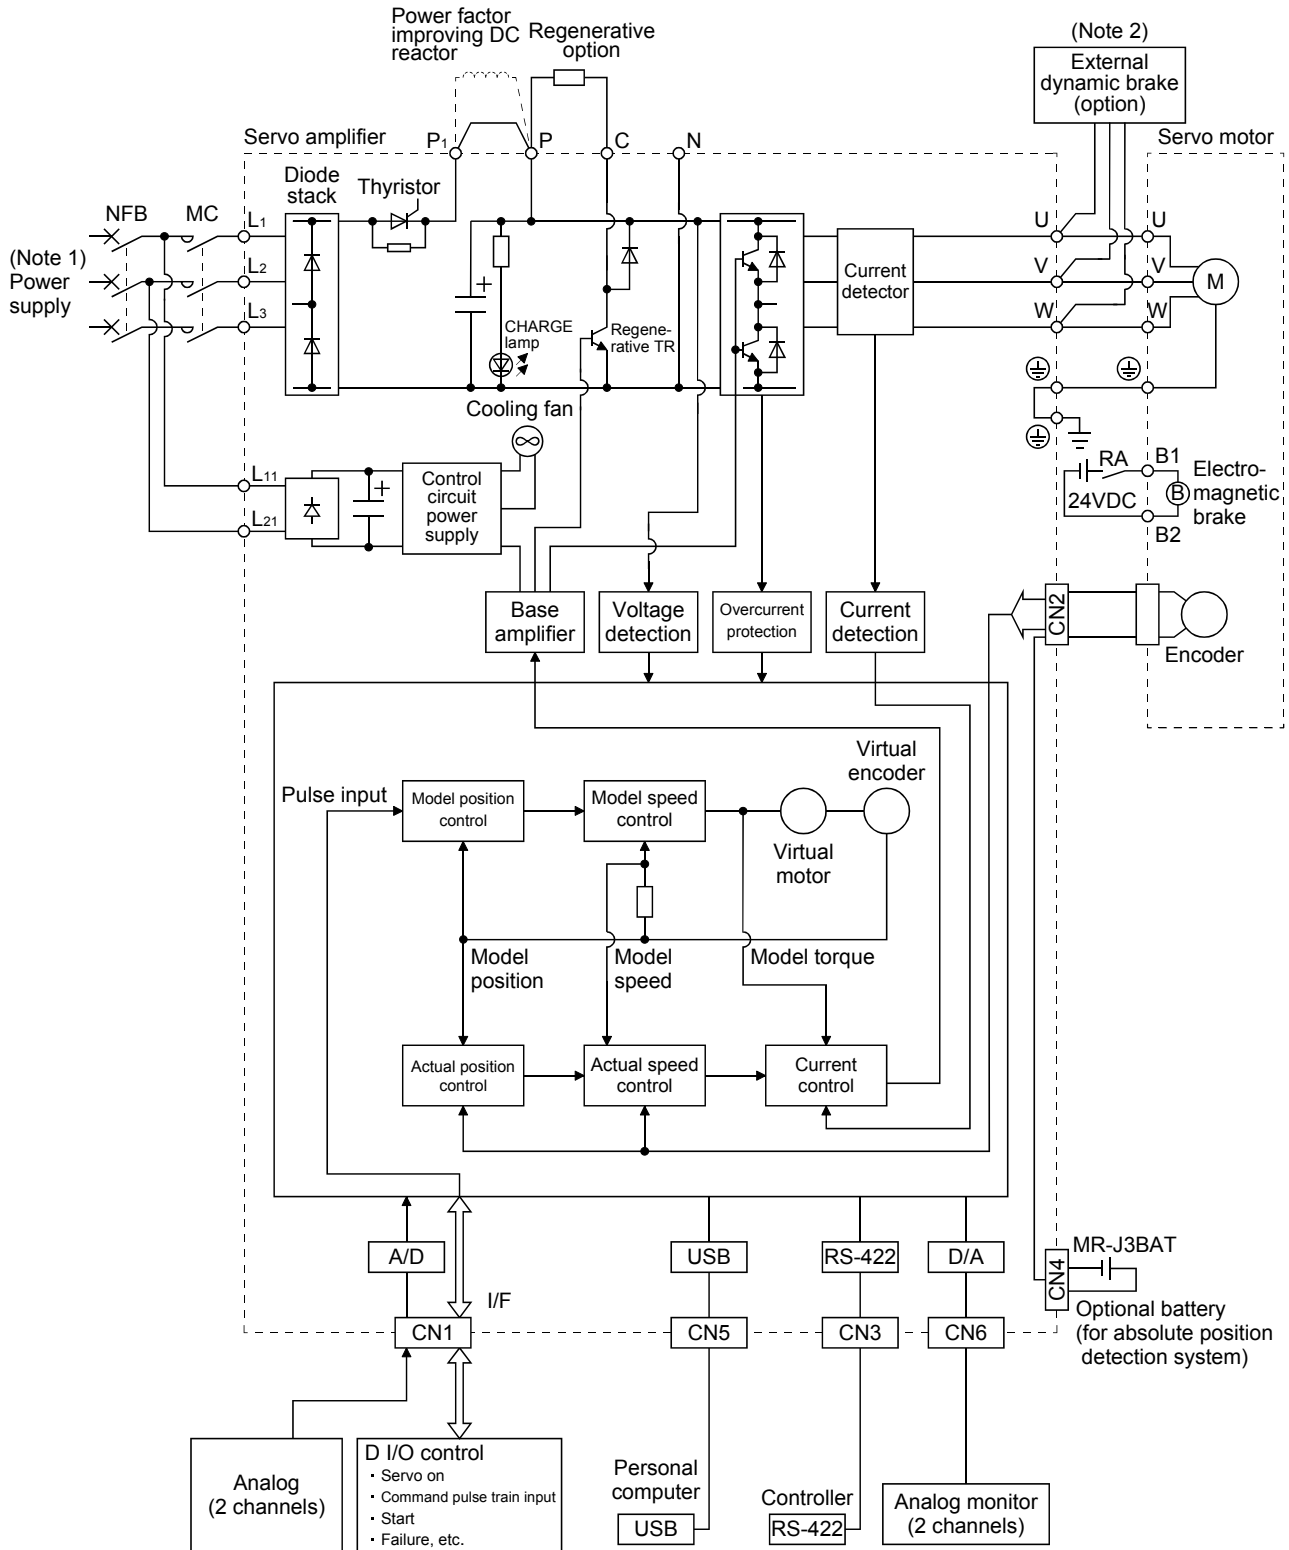 Power factor
improving DC
reactor
Regenerative
option
(Note 2)
External
dynamic brake
(option)
Servo amplifier
P1
P
C
N
Servo motor
Diode
stack
Thyristor
NFB
MC
L1
L2
L3
(Note 1)
Power
supply
+
CHARGE
lamp
Regene-
rative TR
Current
detector
U
V
W
U
V
W
M
Cooling fan
L11
L21
+
Control
circuit
power
supply
RA
24VDC
B1
B
B2
Electro-
magnetic
brake
Base
amplifier
Voltage
detection
Overcurrent
protection
Current
detection
CN2
Encoder
Virtual
encoder
Pulse input
Model position
control
Model speed
control
Virtual
motor
Model
position
Model
speed
Model torque
Actual position
control
Actual speed
control
Current
control
A/D
USB
RS-422
D/A
I/F
CN1
CN5
CN3
CN6
CN4
MR-J3BAT
Optional battery
(for absolute position
detection system)
Analog
(2 channels)
D I/O control
・Servo on
・Command pulse train input
・Start
・Failure, etc.
Personal
computer
USB
Controller
RS-422
Analog monitor
(2 channels)